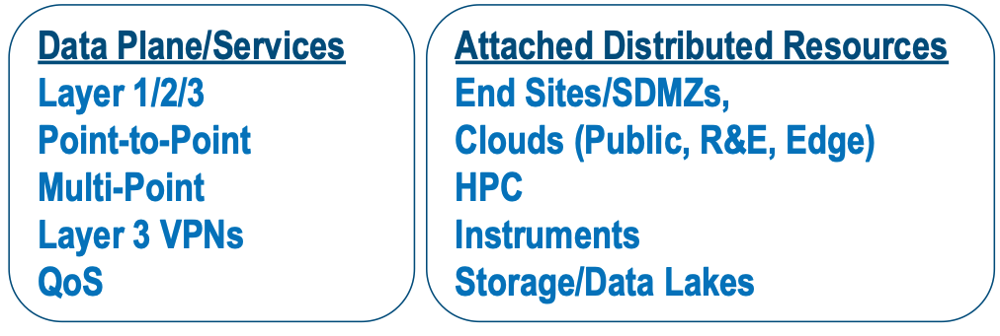 Data Plane/Services
Layer 1/2/3
Point-to-Point
Multi-Point
Layer 3 VPNs
QoS
Attached Distributed Resources
End Sites/SDMZs,
Clouds (Public, R&E, Edge)
HPC
Instruments
Storage/Data Lakes